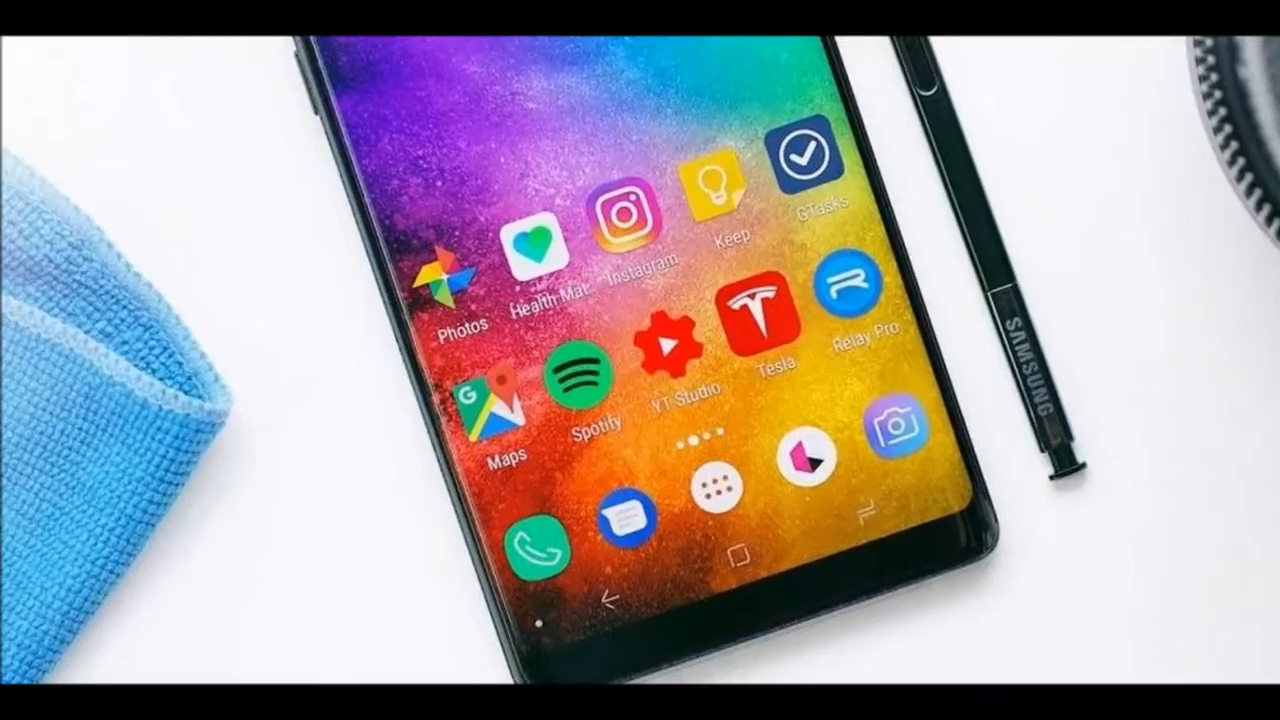 Photos
Health Mate
Instagram
Keep
GTasks
Maps
Spotify
YT Studio
Tesla
Relay Pro
G
SAMSUNG